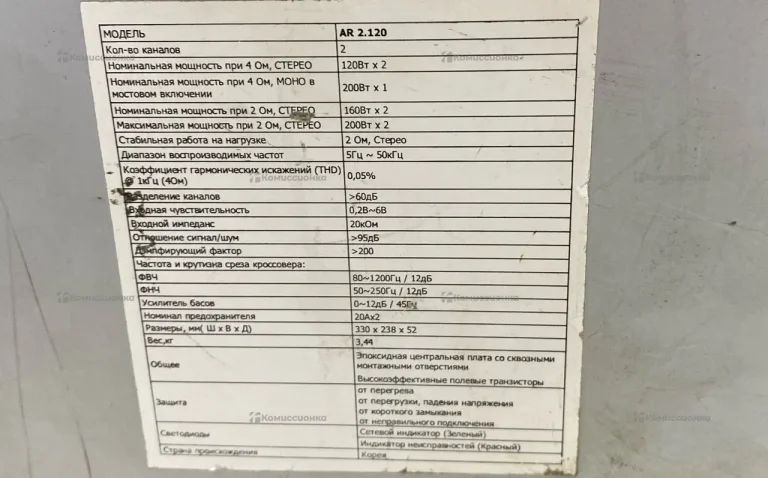 МОДЕЛЬ AR 2.120
Кол-во каналов 2
Номинальная мощность при 4 Ом, СТЕРЕО 120Вт x 2
Номинальная мощность при 4 Ом, МОНО в
мостовом включении 200Вт x 1
Номинальная мощность при 2 Ом, СТЕРЕО 160Вт x 2
Максимальная мощность при 2 Ом, СТЕРЕО 200Вт x 2
Стабильная работа на нагрузке 2 Ом, Стерео
Диапазон воспроизводимых частот 5Гц ~ 50кГц
Коэффициент гармонических искажений (THD)
@ 1кГц (4Ом) 0,05%
Разделение каналов >60дБ
Входная чувствительность 0,2В~6В
Входной импеданс 20кОм
Отношение сигнал/шум >95дБ
Демпфирующий фактор >200
Частота и крутизна среза кроссовера:
ФВЧ 80~1200Гц / 12дБ
ФНЧ 50~250Гц / 12дБ
Усилитель басов 0~12дБ / 45Гц
Номинал предохранителя 20Ax2
Размеры, мм( Ш x В x Д) 330 x 238 x 52
Вес,кг 3,44
Общее Эпоксидная центральная плата со сквозными
монтажными отверстиями
Высокоэффективные полевые транзисторы
Защита от перегрева
от перегрузки, падения напряжения
от короткого замыкания
от неправильного подключения
Светодиоды Сетевой индикатор (Зеленый)
Индикатор неисправностей (Красный)
Страна происхождения Корея
Комиссионка
Комиссионка
Комиссионка
Комиссионка
Комиссионка
Комиссионка
Комиссионка
Комиссионка